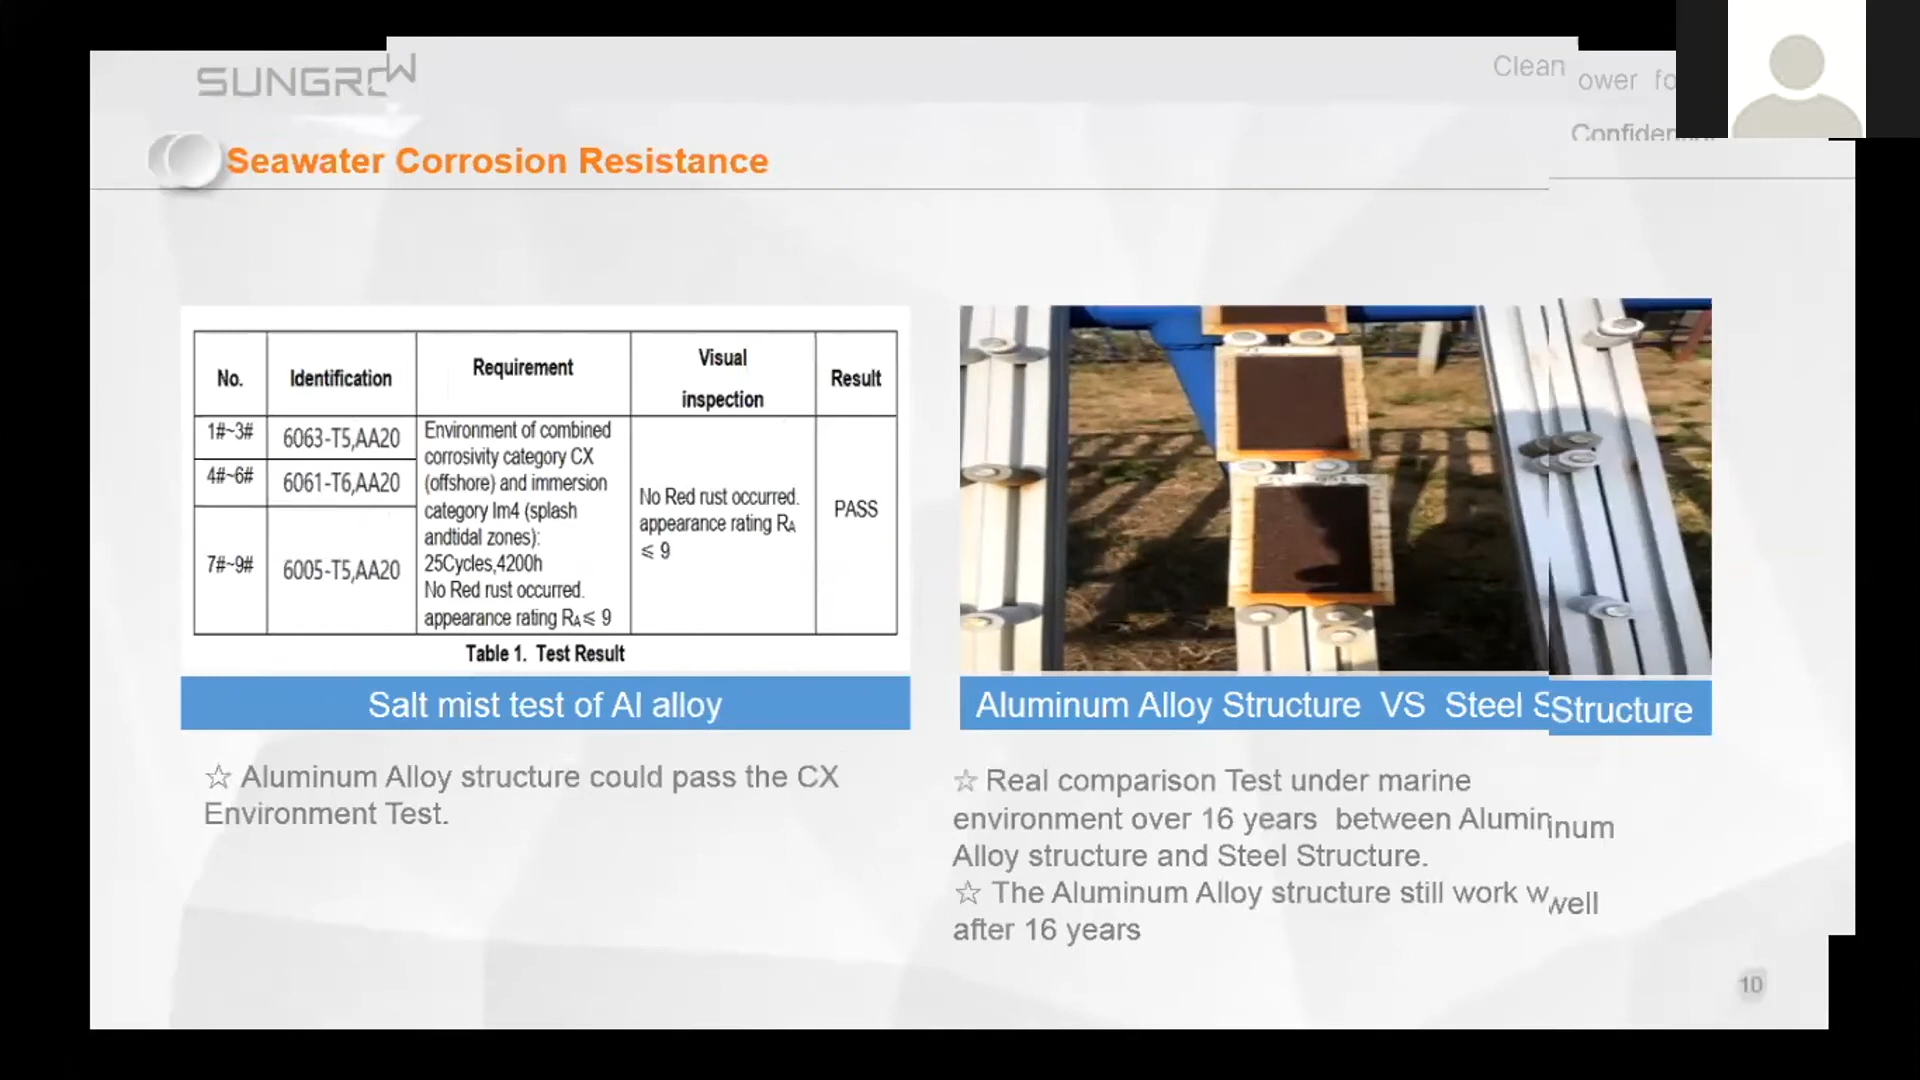 SUNGROW
Clean ower fo
Confiden
Seawater Corrosion Resistance
No. Identification Requirement Visual inspection Result
1#~3# 6063-T5,AA20
4#~6# 6061-T6,AA20
7#~9# 6005-T5,AA20
Environment of combined
corrosivity category CX
(offshore) and immersion
category Im4 (splash
andtidal zones):
25Cycles,4200h
No Red rust occurred.
appearance rating RA≤ 9
No Red rust occurred.
appearance rating RA
≤ 9
PASS
Table 1. Test Result
Salt mist test of Al alloy
Aluminum Alloy Structure VS Steel Structure
☆ Aluminum Alloy structure could pass the CX
Environment Test.
☆ Real comparison Test under marine
environment over 16 years between Aluminum
Alloy structure and Steel Structure.
☆ The Aluminum Alloy structure still work well
after 16 years
10